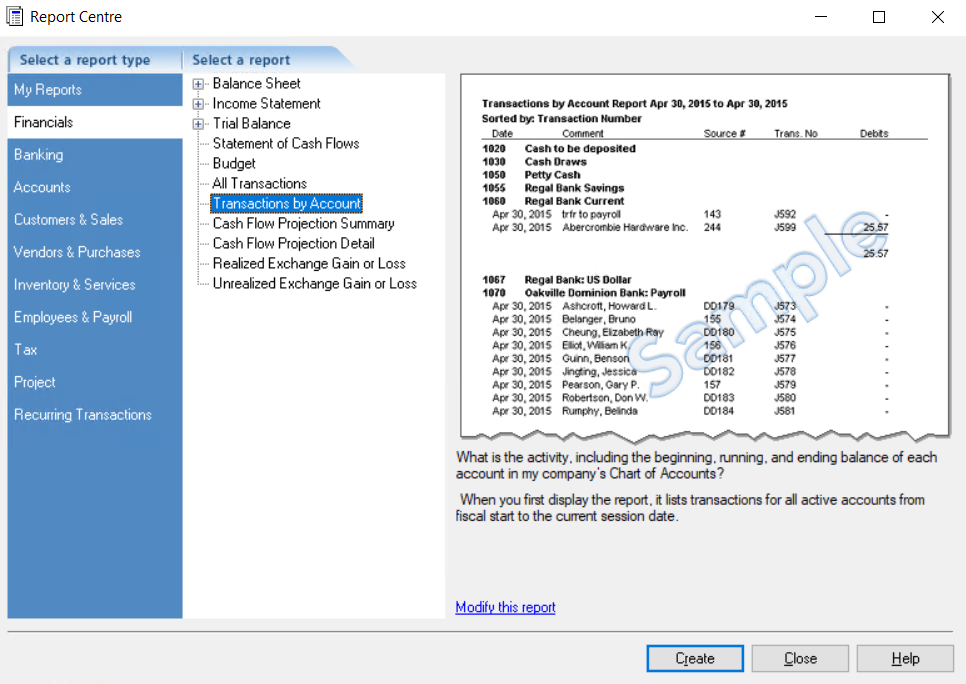 Report Centre
Select a report type
My Reports
Financials
Banking
Accounts
Customers & Sales
Vendors & Purchases
Inventory & Services
Employees & Payroll
Tax
Project
Recurring Transactions
Select a report
Balance Sheet
Income Statement
Trial Balance
Statement of Cash Flows
Budget
All Transactions
Transactions by Account
Cash Flow Projection Summary
Cash Flow Projection Detail
Realized Exchange Gain or Loss
Unrealized Exchange Gain or Loss
Transactions by Account Report Apr 30, 2015 to Apr 30, 2015
Sorted by: Transaction Number
Date Comment Source # Trans. No Debits
1020 Cash to be deposited
1030 Cash Draws
1050 Petty Cash
1055 Regal Bank Savings
1060 Regal Bank Current
Apr 30, 2015 trfr to payroll 143 J592 -
Apr 30, 2015 Abercrombie Hardware Inc. 244 J599 25.57
25.57
1067 Regal Bank: US Dollar
1070 Oakville Dominion Bank: Payroll
Apr 30, 2015 Ashcroft, Howard L. DD179 J573 -
Apr 30, 2015 Belanger, Bruno 155 J574 -
Apr 30, 2015 Cheung, Elizabeth Ray DD180 J575 -
Apr 30, 2015 Elliot, William K. 156 J576 -
Apr 30, 2015 Guinn, Benson DD181 J577 -
Apr 30, 2015 Jingting, Jessica DD182 J578 -
Apr 30, 2015 Pearson, Gary P. 157 J579 -
Apr 30, 2015 Robertson, Don W. DD183 J580 -
Apr 30, 2015 Rumphy, Belinda DD184 J581 -
Sample
What is the activity, including the beginning, running, and ending balance of each
account in my company's Chart of Accounts?
When you first display the report, it lists transactions for all active accounts from
fiscal start to the current session date.
Modify this report
Create Close Help